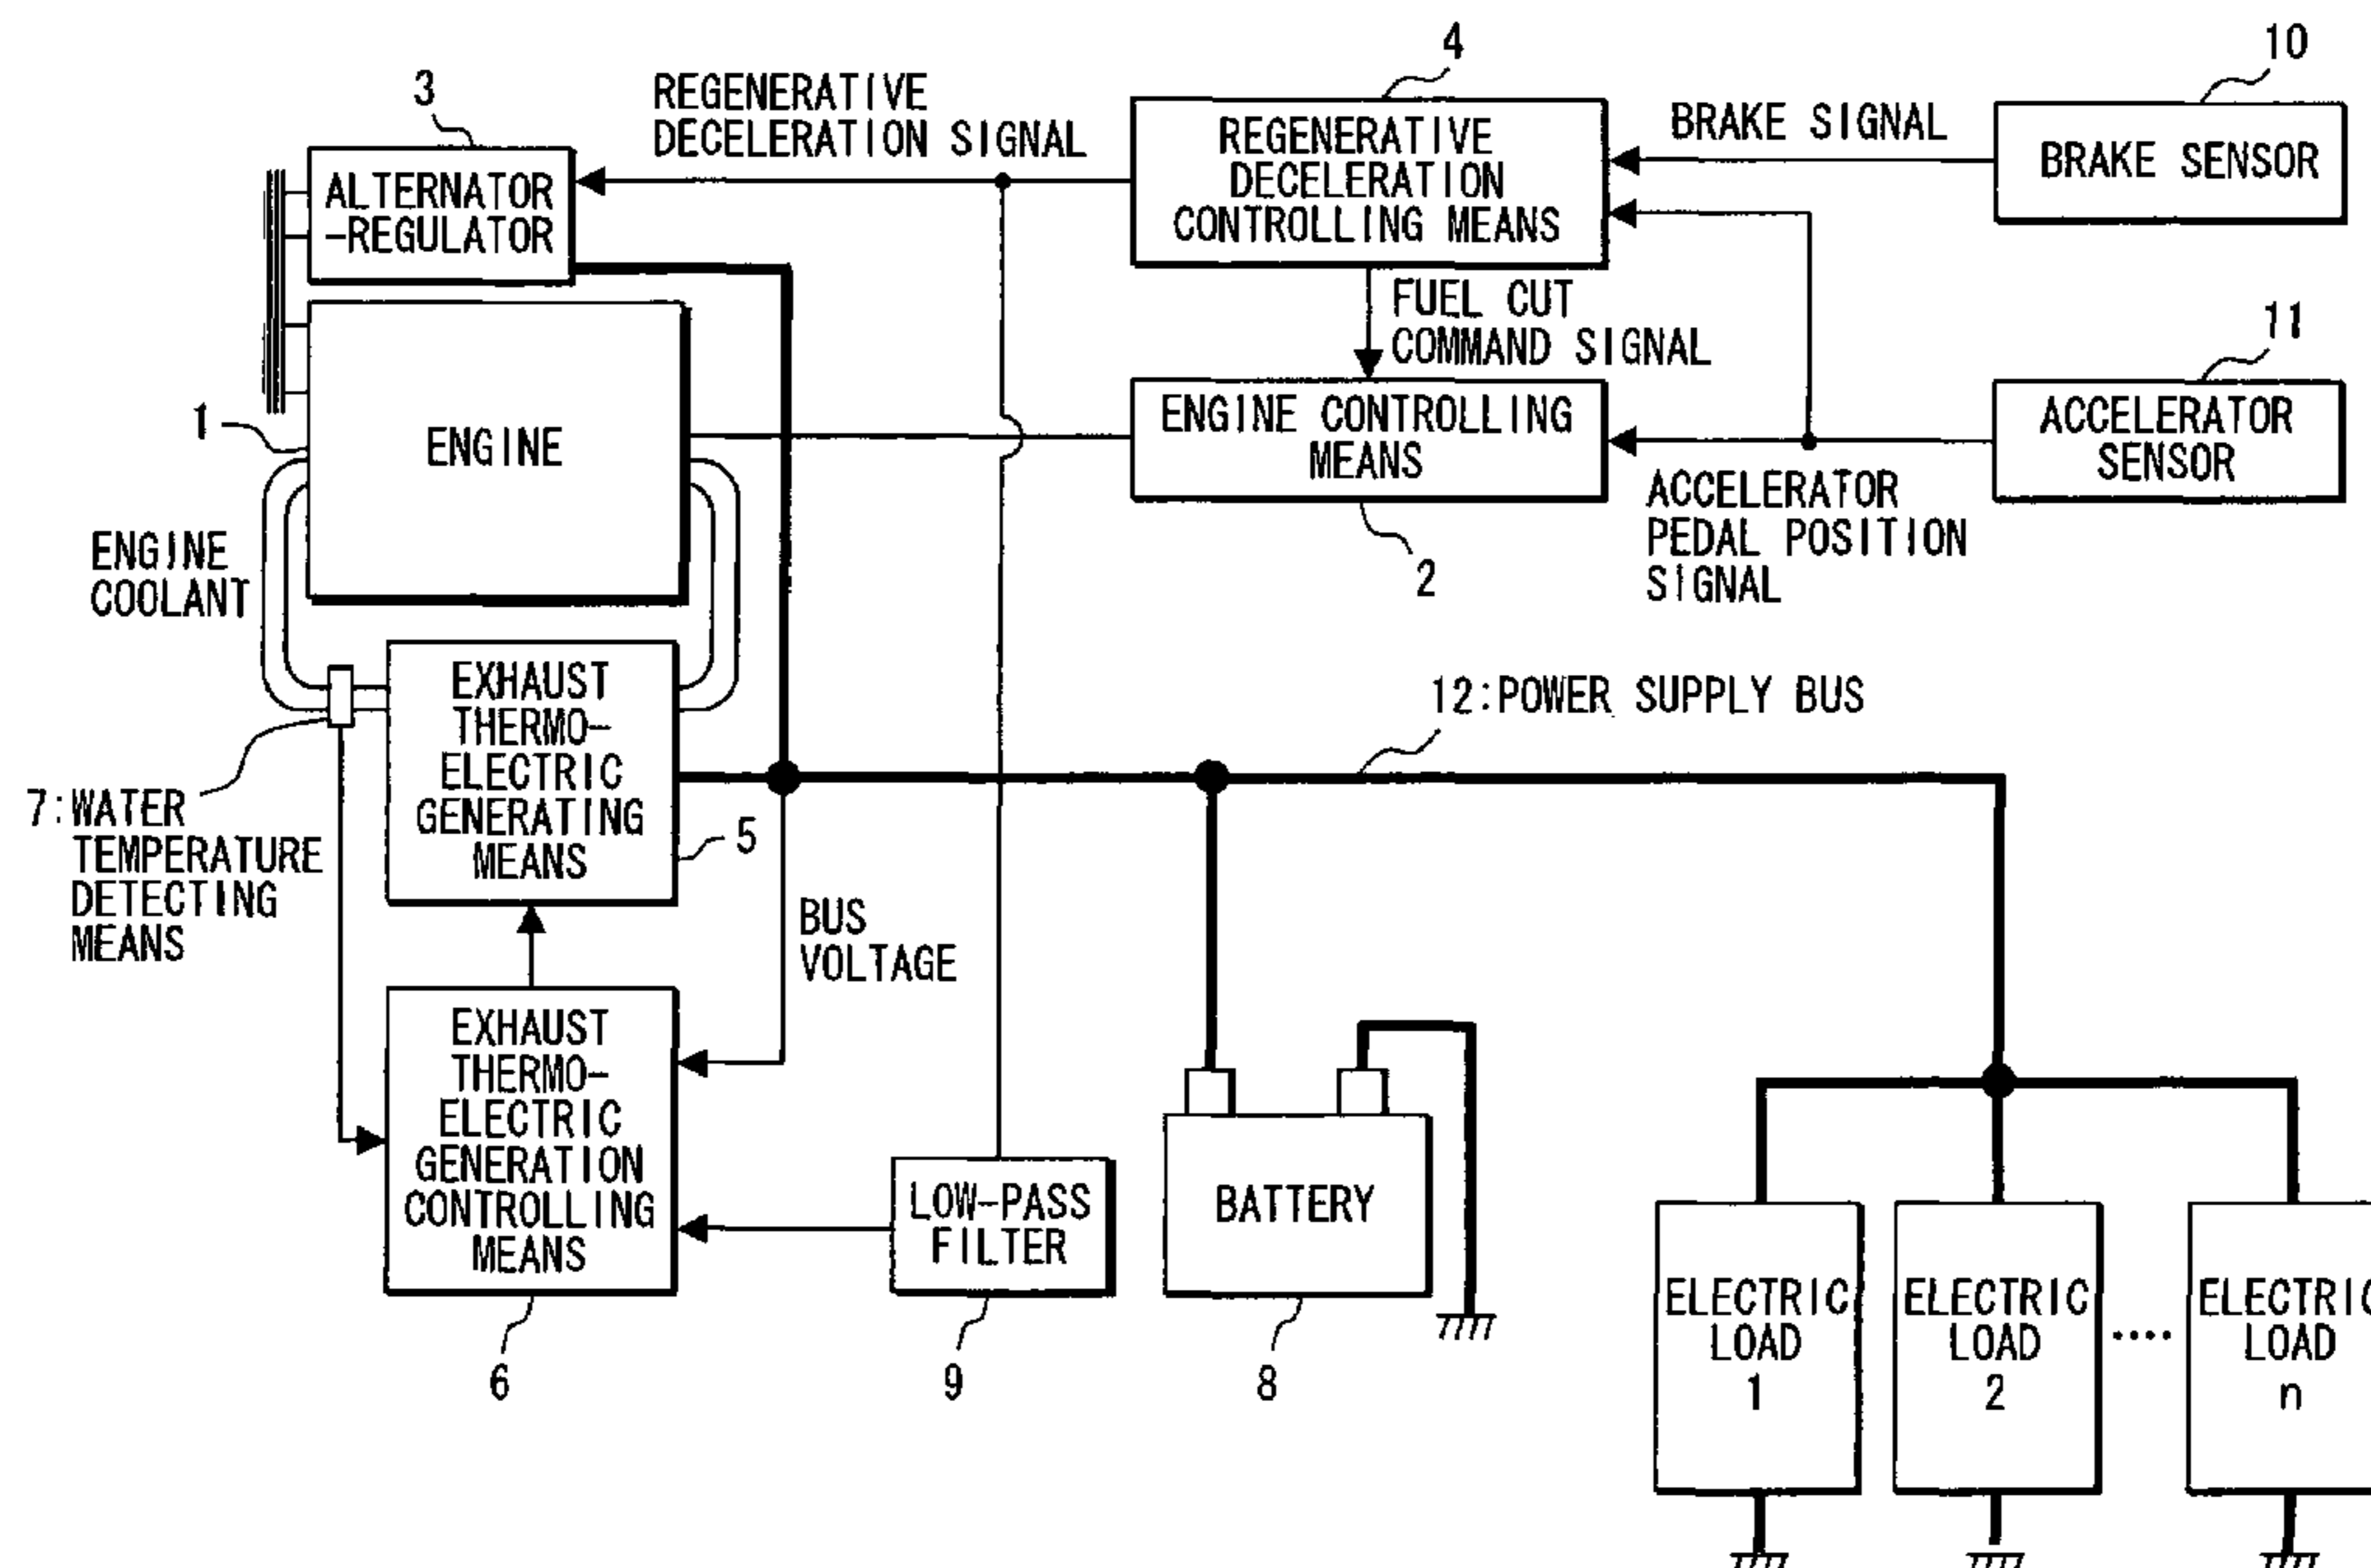 4
10
3
REGENERATIVE
DECELERATION SIGNAL
REGENERATIVE
DECELERATION
CONTROLLING MEANS
BRAKE SIGNAL
BRAKE SENSOR
ALTERNATOR
-REGULATOR
FUEL CUT
COMMAND SIGNAL
11
1
ENGINE
ENGINE CONTROLLING
MEANS
ACCELERATOR
SENSOR
ACCELERATOR
PEDAL POSITION
SIGNAL
2
ENGINE
COOLANT
EXHAUST
THERMO-
ELECTRIC
GENERATING
MEANS
5
12:POWER SUPPLY BUS
7:WATER
TEMPERATURE
DETECTING
MEANS
BUS
VOLTAGE
EXHAUST
THERMO-
ELECTRIC
GENERATION
CONTROLLING
MEANS
6
LOW-PASS
FILTER
9
BATTERY
8
ELECTRIC
LOAD
1
ELECTRIC
LOAD
2
....
ELECTRIC
LOAD
n